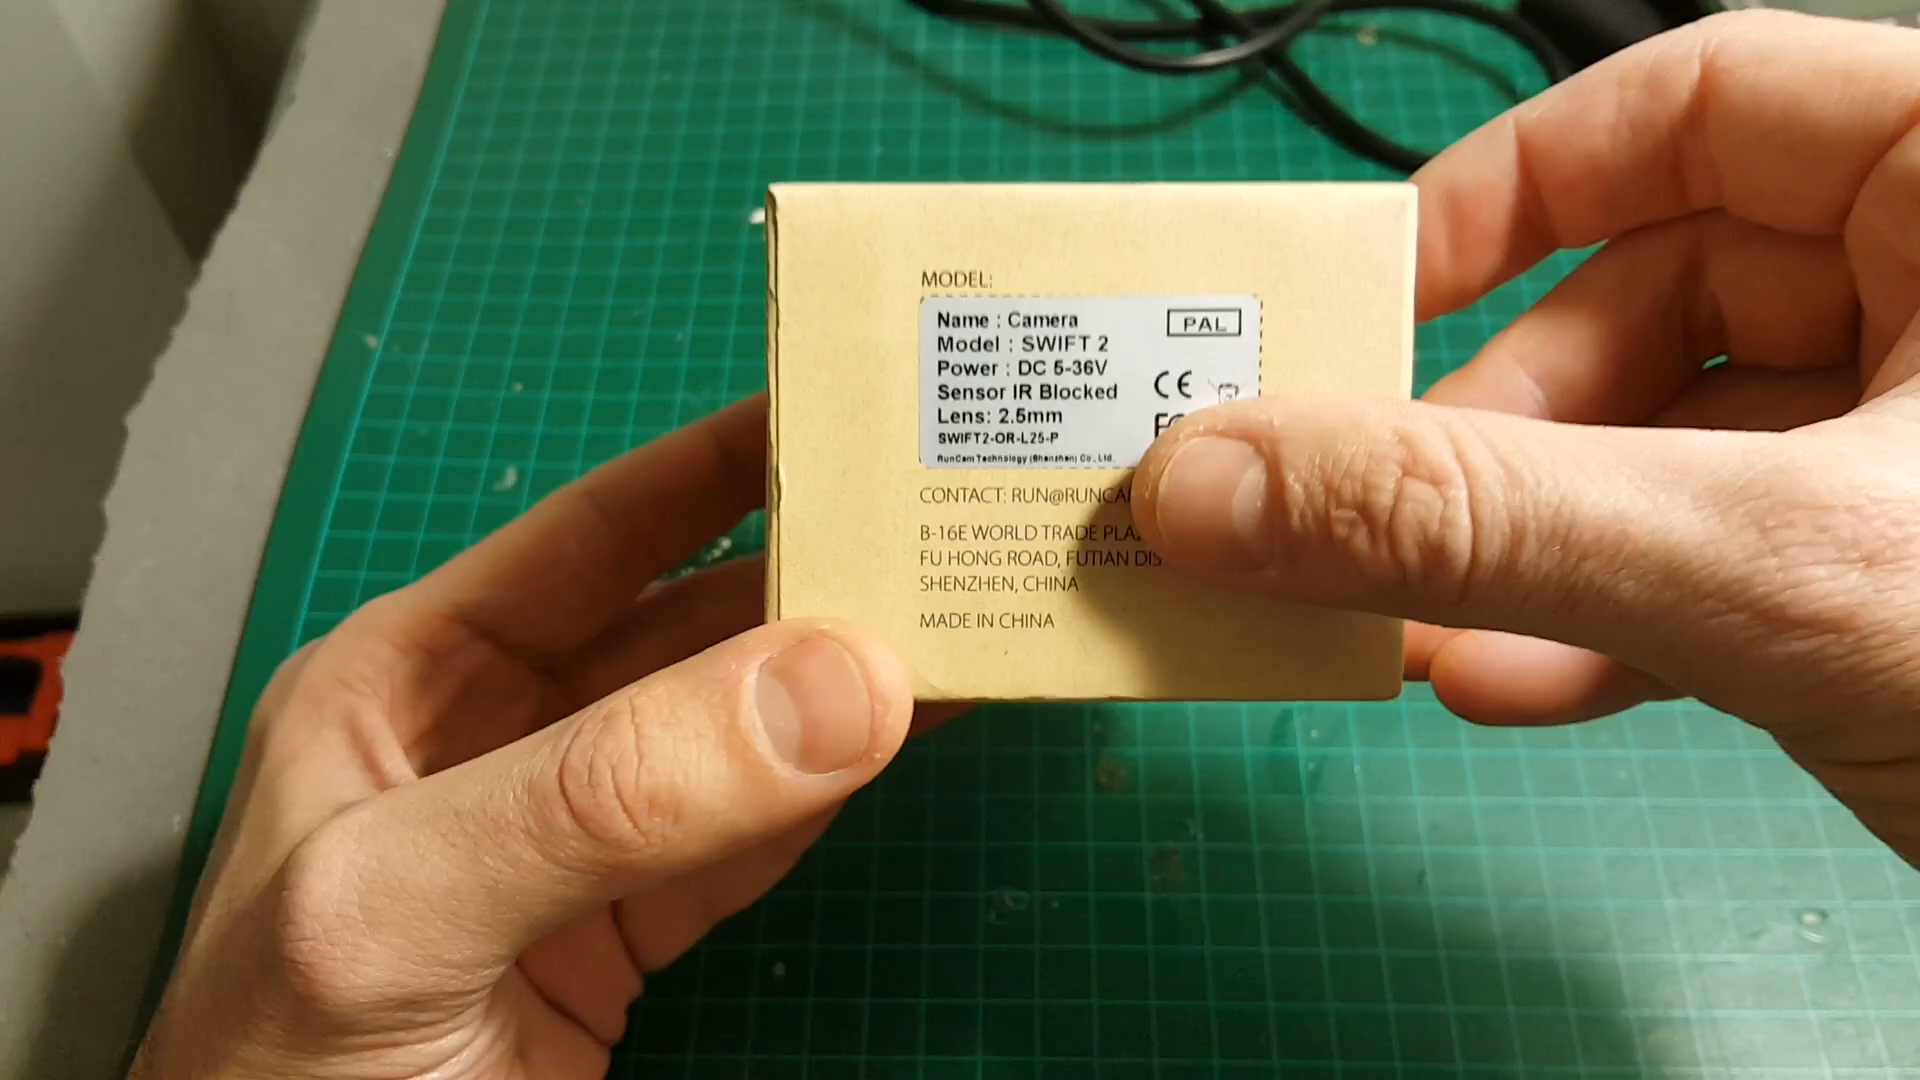 MODEL:
Name : Camera
PAL
Model : SWIFT 2
Power : DC 5-36V
Sensor IR Blocked
CE
Lens: 2.5mm
SWIFT2-OR-L25-P
RunCam Technology (Shenzhen) Co., Ltd.
CONTACT: RUN@RUNCA
B-16E WORLD TRADE
FU HONG ROAD, FUTIAN
SHENZHEN, CHINA
MADE IN CHINA